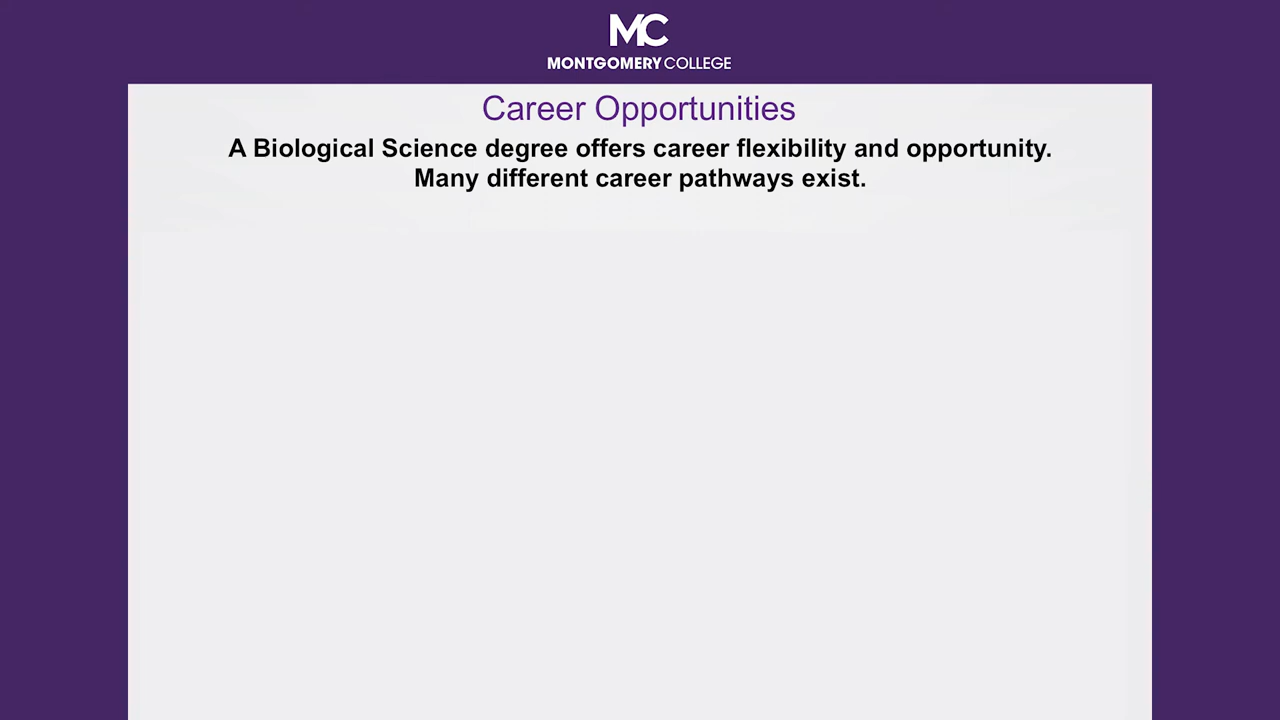 MC
MONTGOMERY COLLEGE
Career Opportunities
A Biological Science degree offers career flexibility and opportunity.
Many different career pathways exist.